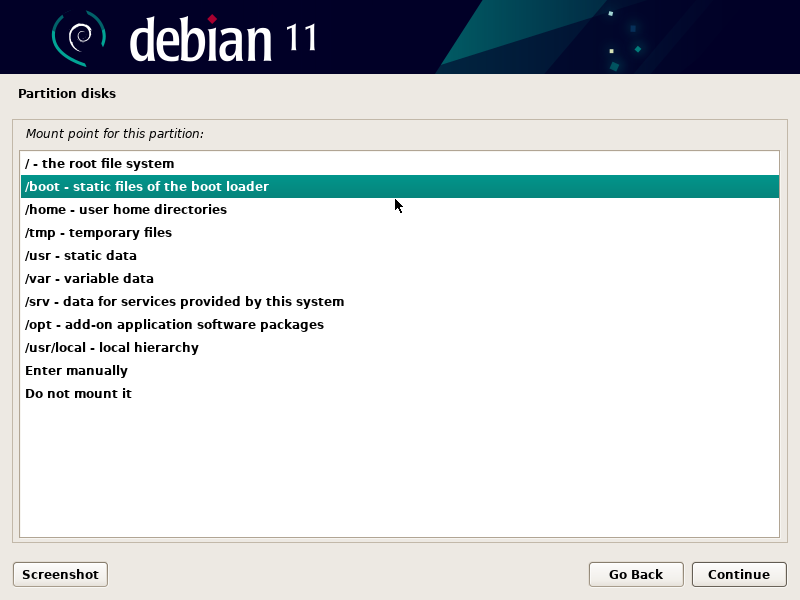 debian 11
Partition disks
Mount point for this partition:
/ - the root file system
/boot - static files of the boot loader
/home - user home directories
/tmp - temporary files
/usr - static data
/var - variable data
/srv - data for services provided by this system
/opt - add-on application software packages
/usr/local - local hierarchy
Enter manually
Do not mount it
Screenshot Go Back Continue